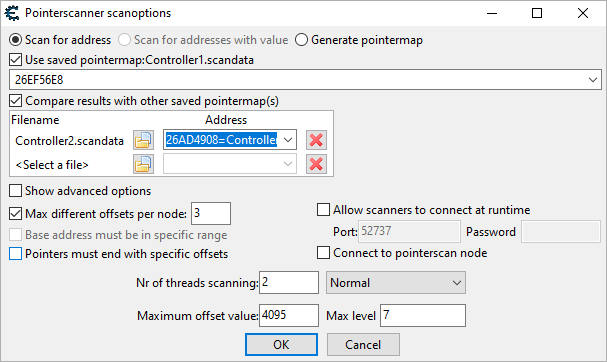 Pointerscanner scanoptions
Scan for address Scan for addresses with value Generate pointermap
Use saved pointermap:Controller1.scandata
26EF56E8
Compare results with other saved pointermap(s)
Filename Address
Controller2.scandata 26AD4908=Controller
<Select a file>
Show advanced options
Max different offsets per node: 3
Allow scanners to connect at runtime
Base address must be in specific range
Port: 52737 Password
Pointers must end with specific offsets
Connect to pointerscan node
Nr of threads scanning: 2 Normal
Maximum offset value: 4095 Max level 7
OK Cancel